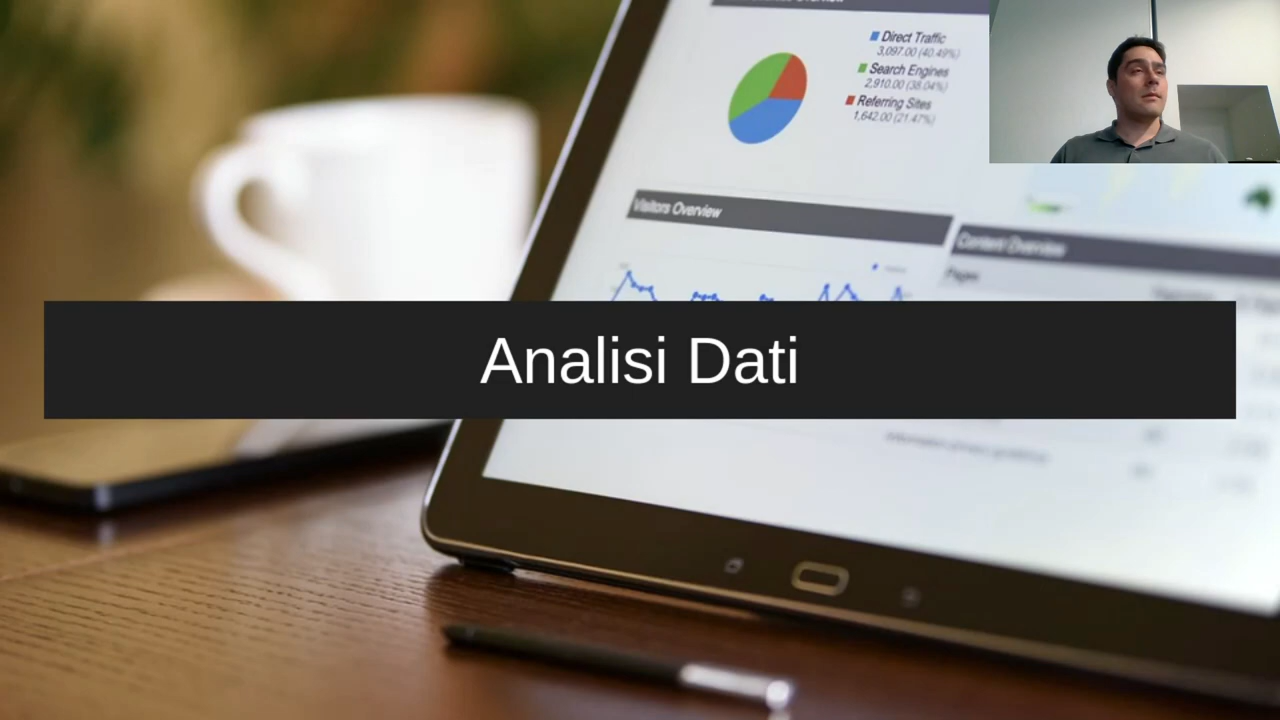 Direct Traffic
3,097.00 (40.49%)
Search Engines
2,910.00 (38.04%)
Referring Sites
1,642.00 (21.47%)
Visitors Overview
Content Overview
Pages
Analisi Dati